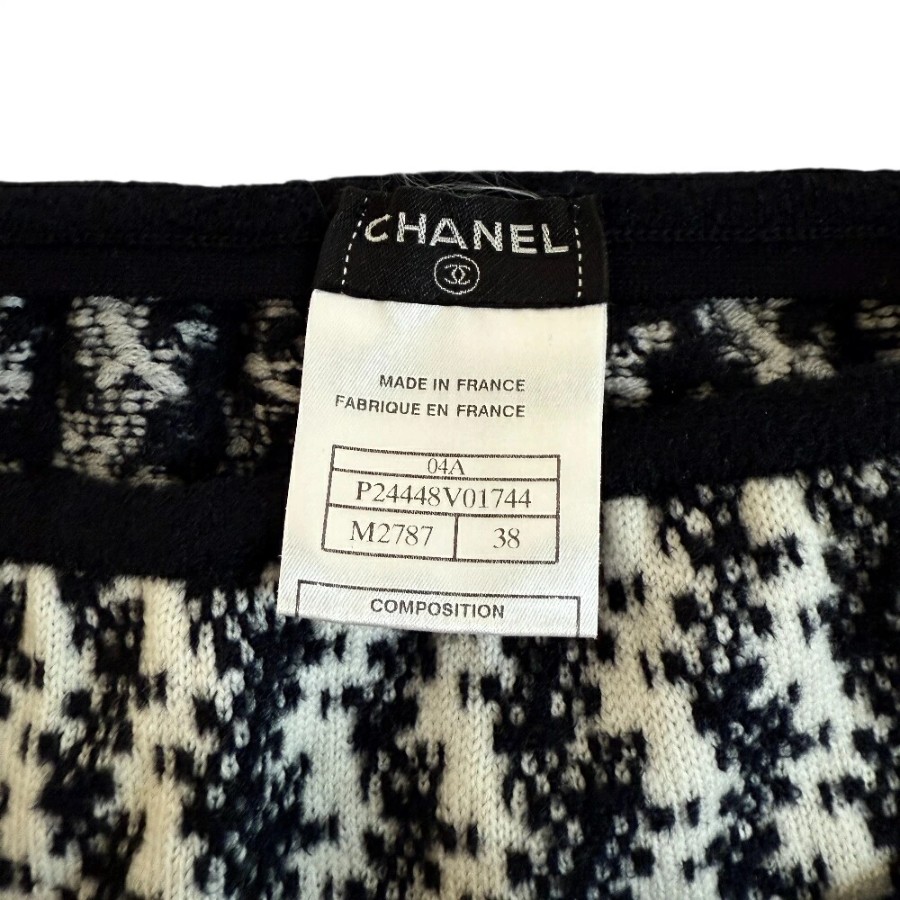 CHANEL
MADE IN FRANCE
FABRIQUE EN FRANCE
04A
P24448V01744
M2787 38
COMPOSITION